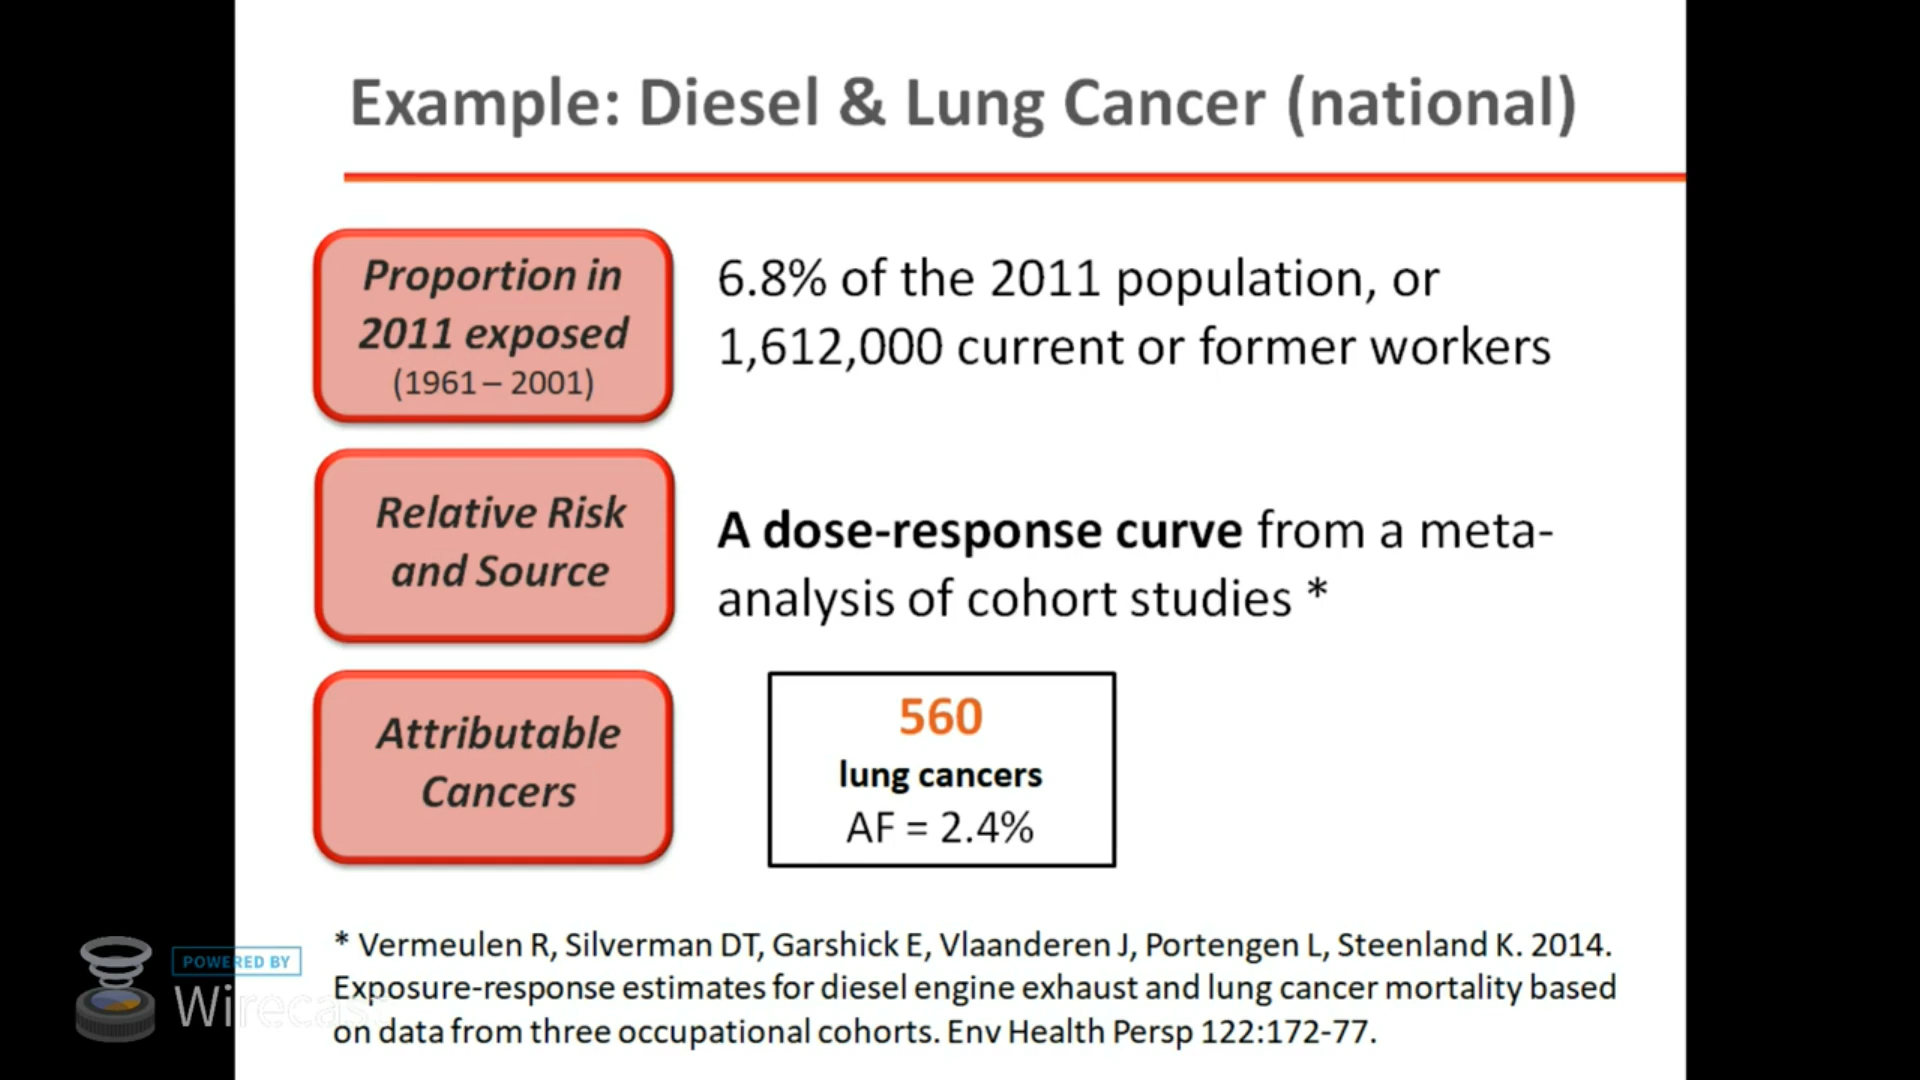 Example: Diesel & Lung Cancer (national)
Proportion in
2011 exposed
(1961 – 2001)
6.8% of the 2011 population, or
1,612,000 current or former workers
Relative Risk
and Source
A dose-response curve from a meta-
analysis of cohort studies *
Attributable
Cancers
560
lung cancers
AF = 2.4%
* Vermeulen R, Silverman DT, Garshick E, Vlaanderen J, Portengen L, Steenland K. 2014.
Exposure-response estimates for diesel engine exhaust and lung cancer mortality based
on data from three occupational cohorts. Env Health Persp 122:172-77.
POWERED BY
Wirecast